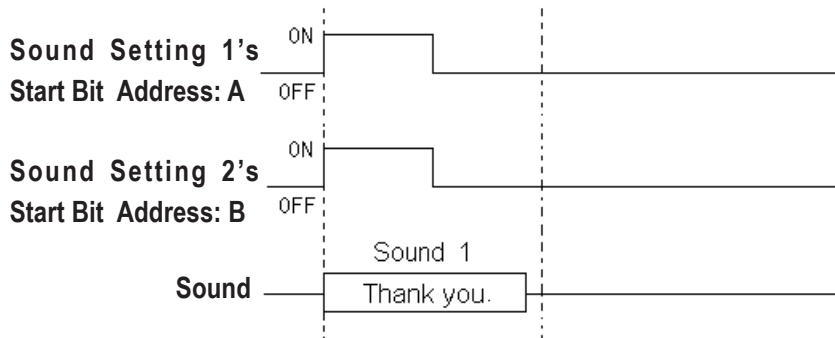 ON
Sound Setting 1's
Start Bit Address: A
OFF
ON
Sound Setting 2's
Start Bit Address: B
OFF
Sound 1
Sound
Thank you.